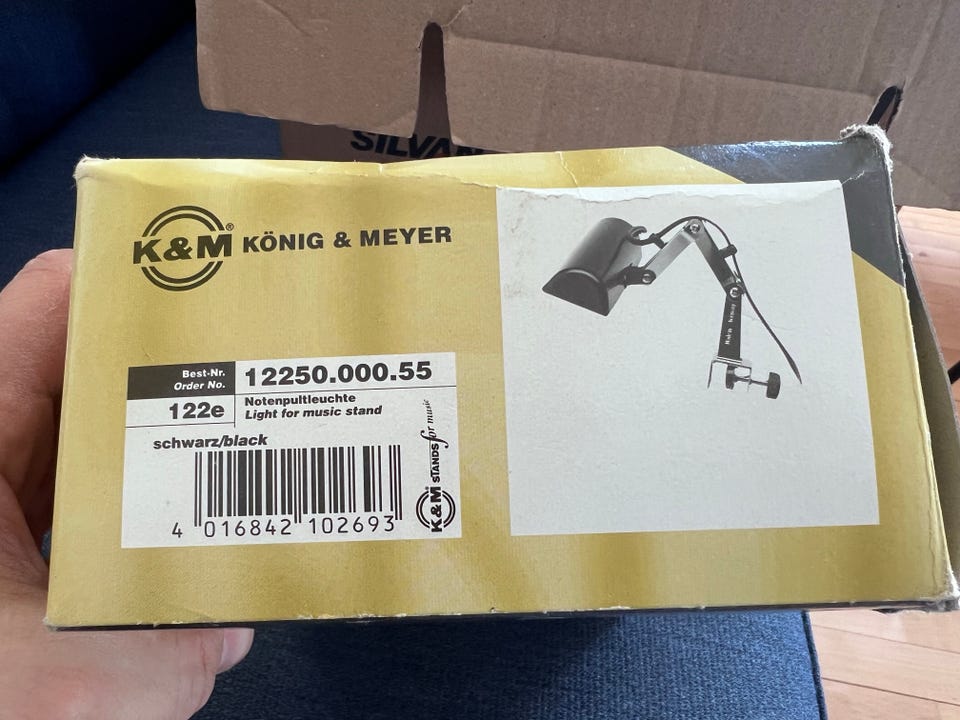 SILVA
K&M® KÖNIG & MEYER
Best-Nr.
Order No.
12250.000.55
122e
Notenpultleuchte
Light for music stand
schwarz/black
4 016842 102693
K&M STANDS for music